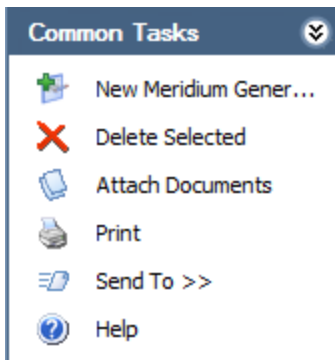 Common Tasks
New Meridium Gener...
Delete Selected
Attach Documents
Print
Send To >>
Help